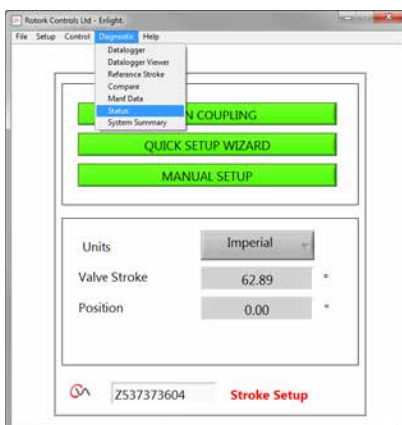 Rotork Controls Ltd - Enlight.
File Setup Control Diagnostic Help
Datalogger
Datalogger Viewer
Reference Stroke
Compare
Manf Data
Status
System Summary
N COUPLING
QUICK SETUP WIZARD
MANUAL SETUP
Units Imperial
Valve Stroke 62.89 °
Position 0.00 °
Z537373604 Stroke Setup